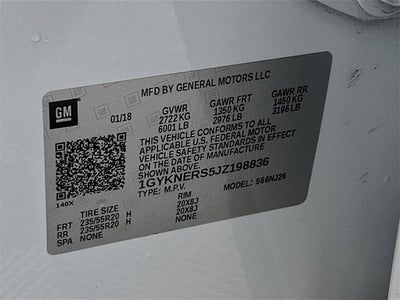 MFD BY GENERAL MOTORS LLC
GM
01/18 GVWR GAWR FRT GAWR RR
2722 KG 1350 KG 1450 KG
6001 LB 2976 LB 3196 LB
THIS VEHICLE CONFORMS TO ALL
APPLICABLE U.S. FEDERAL MOTOR
VEHICLE SAFETY STANDARDS IN EFFECT
ON THE DATE OF MANUFACTURE
SHOWN ABOVE.
1GYKNERS5JZ198836
TYPE: M.P.V. MODEL: 566NJ26
140X
TIRE SIZE RIM
FRT 235/55R20 H 20X8J
RR 235/55R20 H 20X8J
SPA NONE NONE